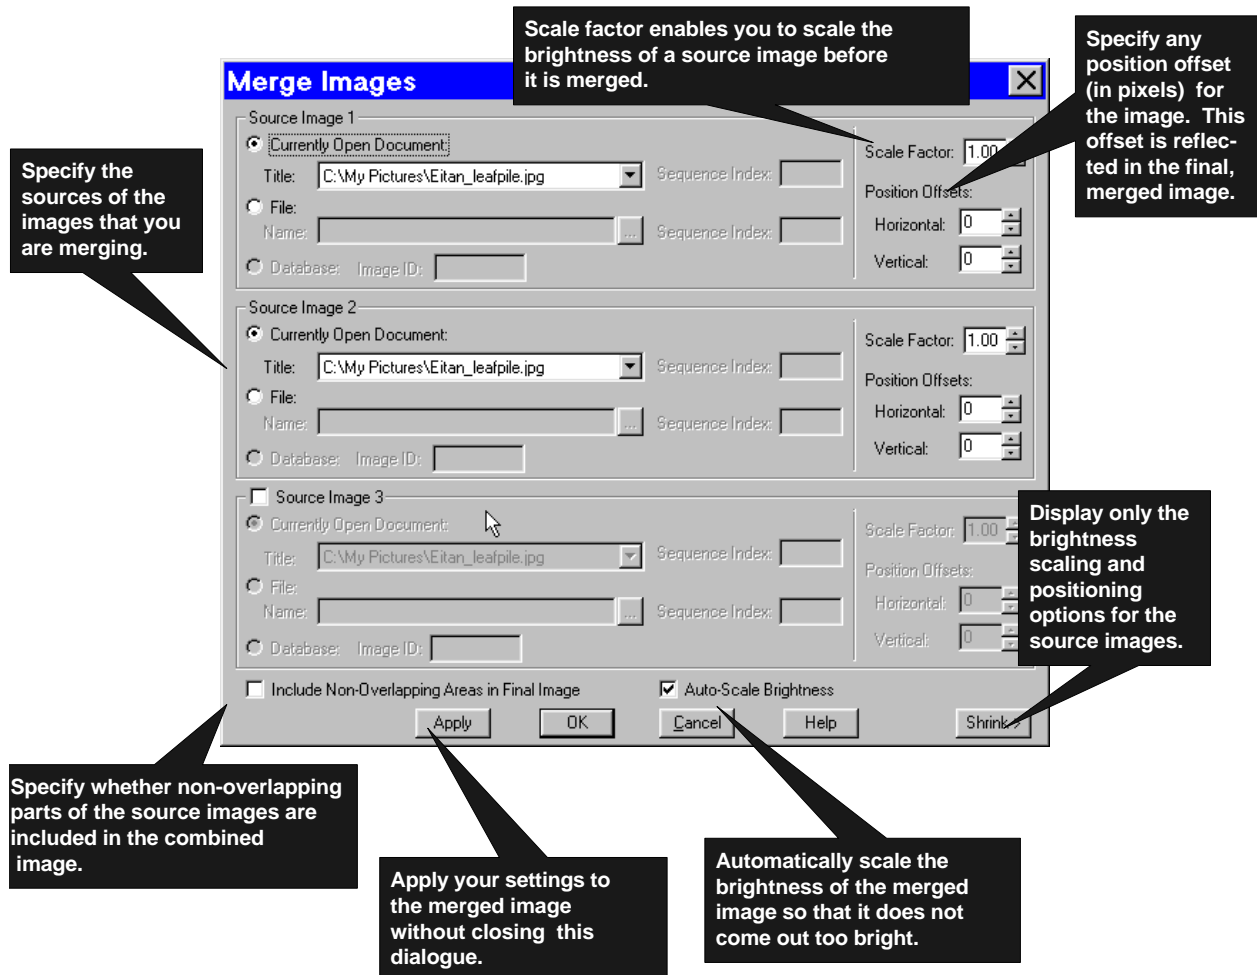 Scale factor enables you to scale the
brightness of a source image before
it is merged.
Specify any
position offset
(in pixels)  for
the image.  This
offset is reflec-
ted in the final,
merged image.
Specify the
sources of the
images that you
are merging.
Merge Images
Source Image 1
Currently Open Document:
Title: C:\My Pictures\Eitan_leafpile.jpg Sequence Index:
File:
Name: ... Sequence Index:
Database: Image ID:
Scale Factor: 1.00
Position Offsets:
Horizontal: 0
Vertical: 0
Source Image 2
Currently Open Document:
Title: C:\My Pictures\Eitan_leafpile.jpg Sequence Index:
File:
Name: ... Sequence Index:
Database: Image ID:
Scale Factor: 1.00
Position Offsets:
Horizontal: 0
Vertical: 0
Source Image 3
Currently Open Document:
Title: C:\My Pictures\Eitan_leafpile.jpg Sequence Index:
File:
Name: ... Sequence Index:
Database: Image ID:
Scale Factor: 1.00
Position Offsets:
Horizontal: 0
Vertical: 0
Include Non-Overlapping Areas in Final Image Auto-Scale Brightness
Apply OK Cancel Help Shrink >
Display only the
brightness
scaling and
positioning
options for the
source images.
Specify whether non-overlapping
parts of the source images are
included in the combined
image.
Apply your settings to
the merged image
without closing  this
dialogue.
Automatically scale the
brightness of the merged
image so that it does not
come out too bright.